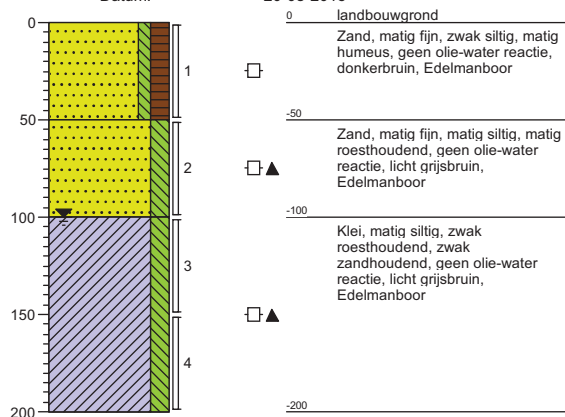 0
0
landbouwgrond
Zand, matig fijn, zwak siltig, matig
humeus, geen olie-water reactie,
donkerbruin, Edelmanboor
1
50
-50
Zand, matig fijn, matig siltig, matig
roesthoudend, geen olie-water
reactie, licht grijsbruin,
Edelmanboor
2
100
-100
Klei, matig siltig, zwak
roesthoudend, zwak
zandhoudend, geen olie-water
reactie, licht grijsbruin,
Edelmanboor
3
150
4
200
-200